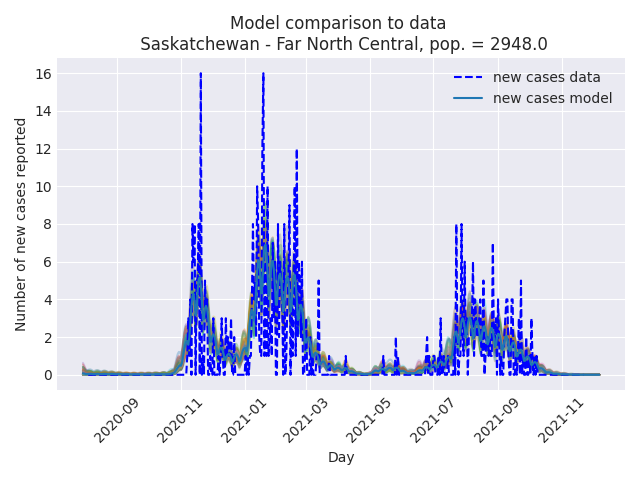 Model comparison to data
Saskatchewan - Far North Central, pop. = 2948.0
new cases data
new cases model
Number of new cases reported
16
14
12
10
8
6
4
2
0
2020-09
2020-11
2021-01
2021-03
2021-05
2021-07
2021-09
2021-11
Day